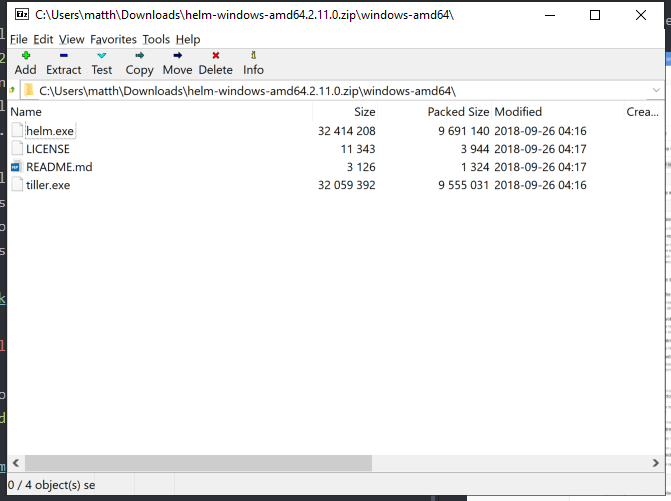 C:\Users\matth\Downloads\helm-windows-amd64.2.11.0.zip\windows-amd64\
File Edit View Favorites Tools Help
Add Extract Test Copy Move Delete Info
C:\Users\matth\Downloads\helm-windows-amd64.2.11.0.zip\windows-amd64\
Name Size Packed Size Modified Crea...
helm.exe 32 414 208 9 691 140 2018-09-26 04:16
LICENSE 11 343 3 944 2018-09-26 04:17
README.md 3 126 1 324 2018-09-26 04:17
tiller.exe 32 059 392 9 555 031 2018-09-26 04:16
0 / 4 object(s) se